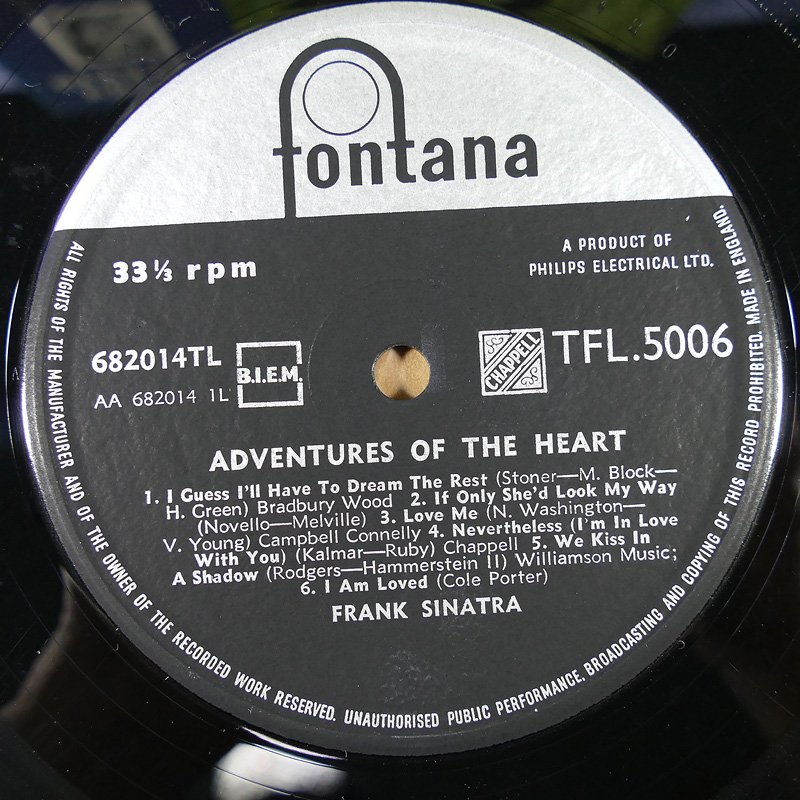 fontana
33⅓ rpm
A PRODUCT OF
PHILIPS ELECTRICAL LTD.
682014TL
B.I.E.M.
AA 682014 1L
CHAPPELL
TFL.5006
ADVENTURES OF THE HEART
1. I Guess I'll Have To Dream The Rest (Stoner—M. Block—
H. Green) Bradbury Wood 2. If Only She'd Look My Way
(Novello—Melville) 3. Love Me (N. Washington—
V. Young) Campbell Connelly 4. Nevertheless (I'm In Love
With You) (Kalmar—Ruby) Chappell 5. We Kiss In
A Shadow (Rodgers—Hammerstein II) Williamson Music;
6. I Am Loved (Cole Porter)
FRANK SINATRA
ALL RIGHTS OF THE MANUFACTURER AND OF THE OWNER OF THE RECORDED WORK RESERVED. UNAUTHORISED PUBLIC PERFORMANCE, BROADCASTING AND COPYING OF THIS RECORD PROHIBITED. MADE IN ENGLAND.